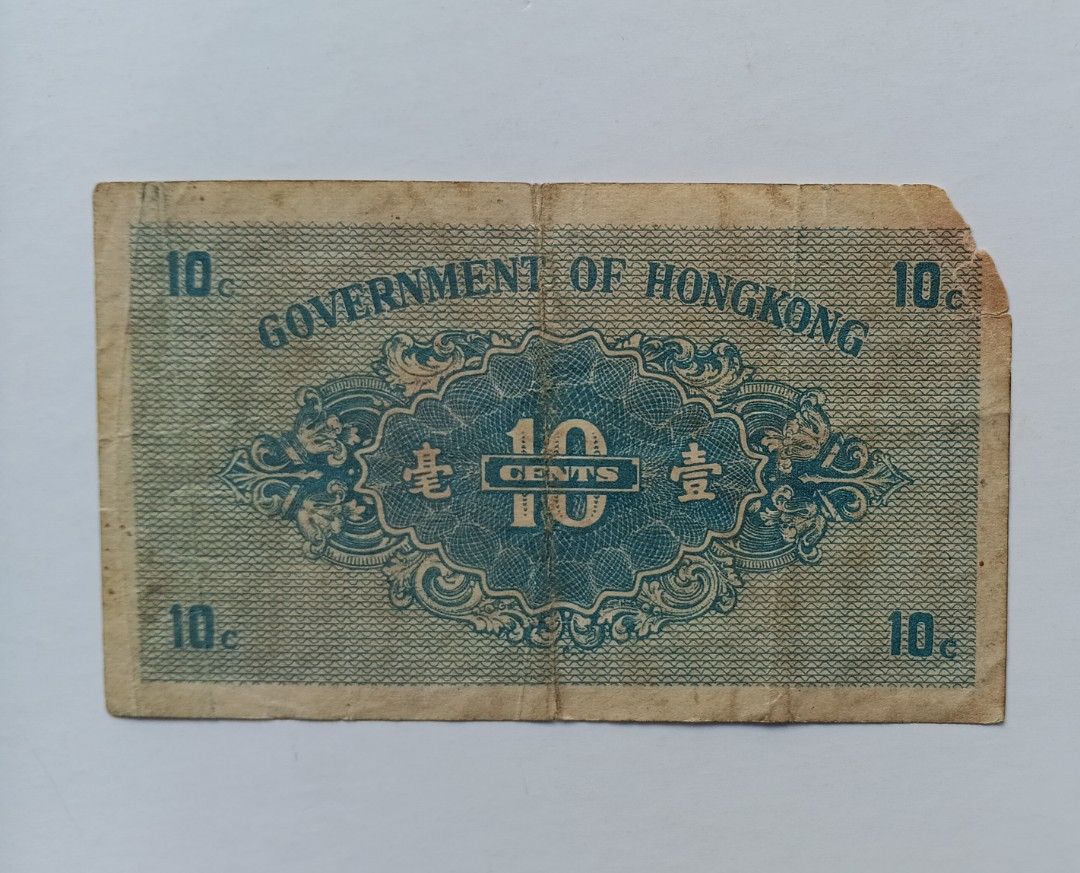 10c 10c
GOVERNMENT OF HONGKONG
毫 10 壹
CENTS
10c 10c